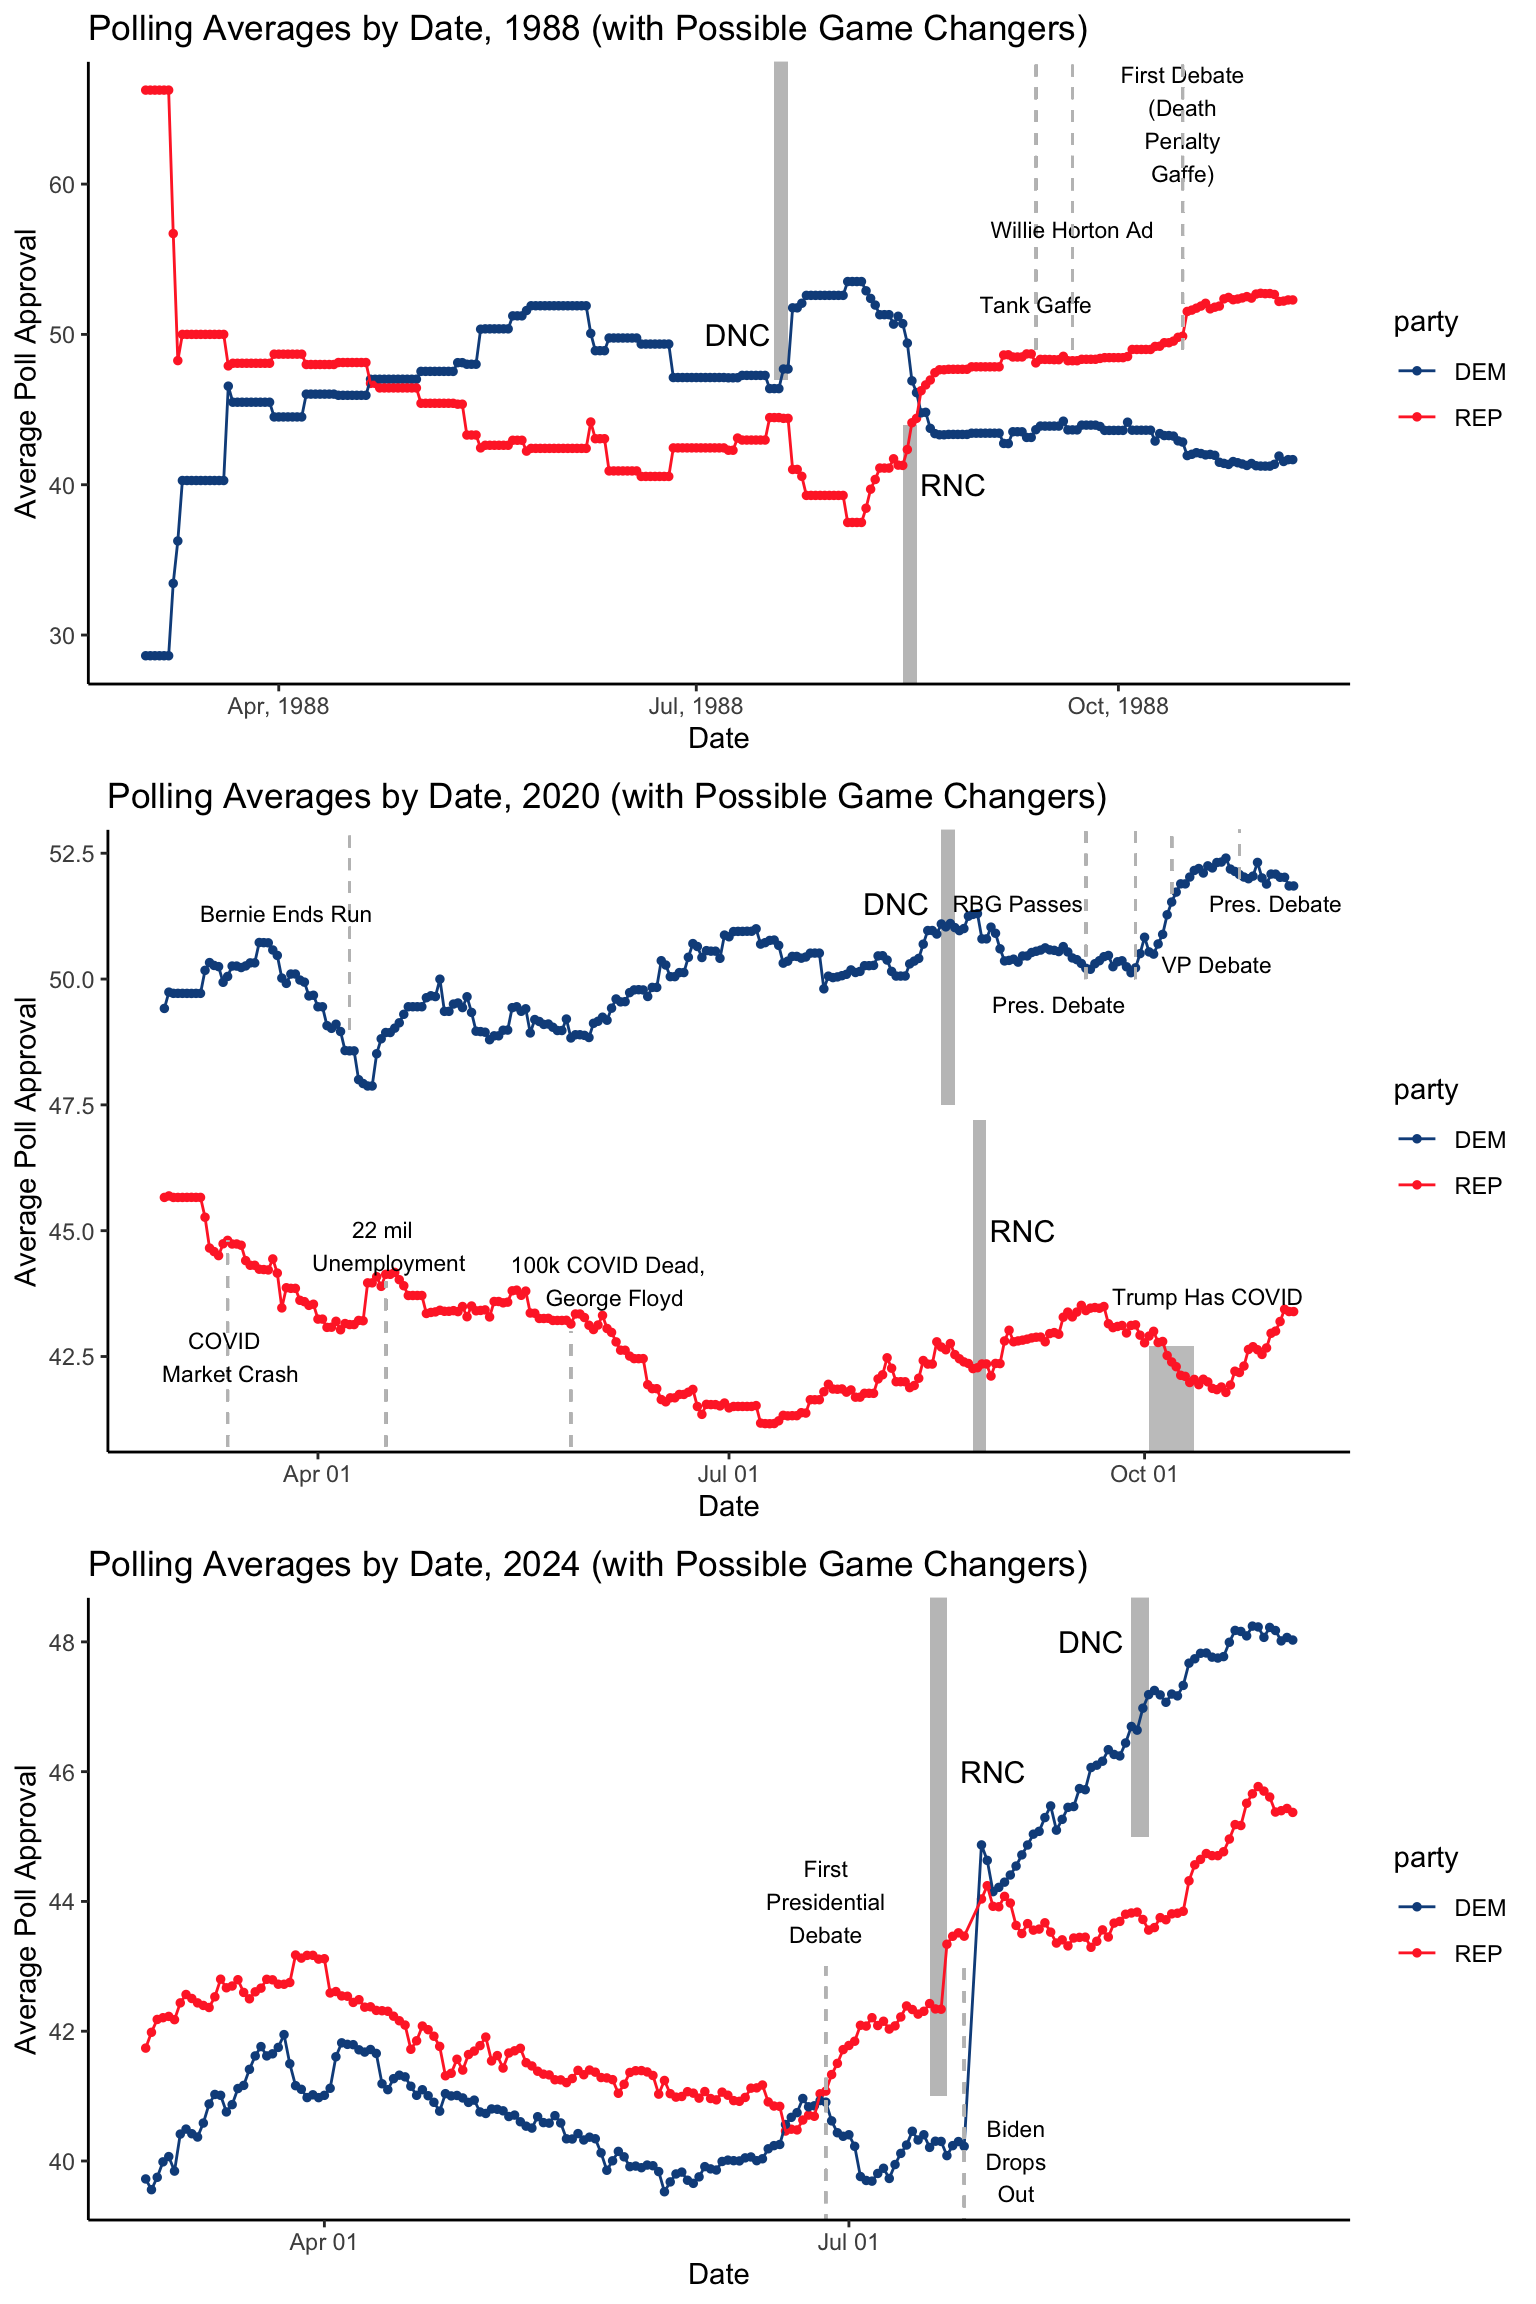 Polling Averages by Date, 1988 (with Possible Game Changers)
First Debate
(Death
Penalty
Gaffe)
60
Willie Horton Ad
Tank Gaffe
50
DNC
party
DEM
REP
Average Poll Approval
40
RNC
30
Apr, 1988
Jul, 1988
Oct, 1988
Date
Polling Averages by Date, 2020 (with Possible Game Changers)
52.5
Bernie Ends Run
DNC
RBG Passes
Pres. Debate
50.0
VP Debate
Pres. Debate
47.5
party
DEM
REP
Average Poll Approval
45.0
22 mil
Unemployment
RNC
100k COVID Dead,
George Floyd
Trump Has COVID
COVID
Market Crash
42.5
Apr 01
Jul 01
Oct 01
Date
Polling Averages by Date, 2024 (with Possible Game Changers)
48
DNC
46
RNC
First
Presidential
Debate
44
party
DEM
REP
Average Poll Approval
42
Biden
Drops
Out
40
Apr 01
Jul 01
Date